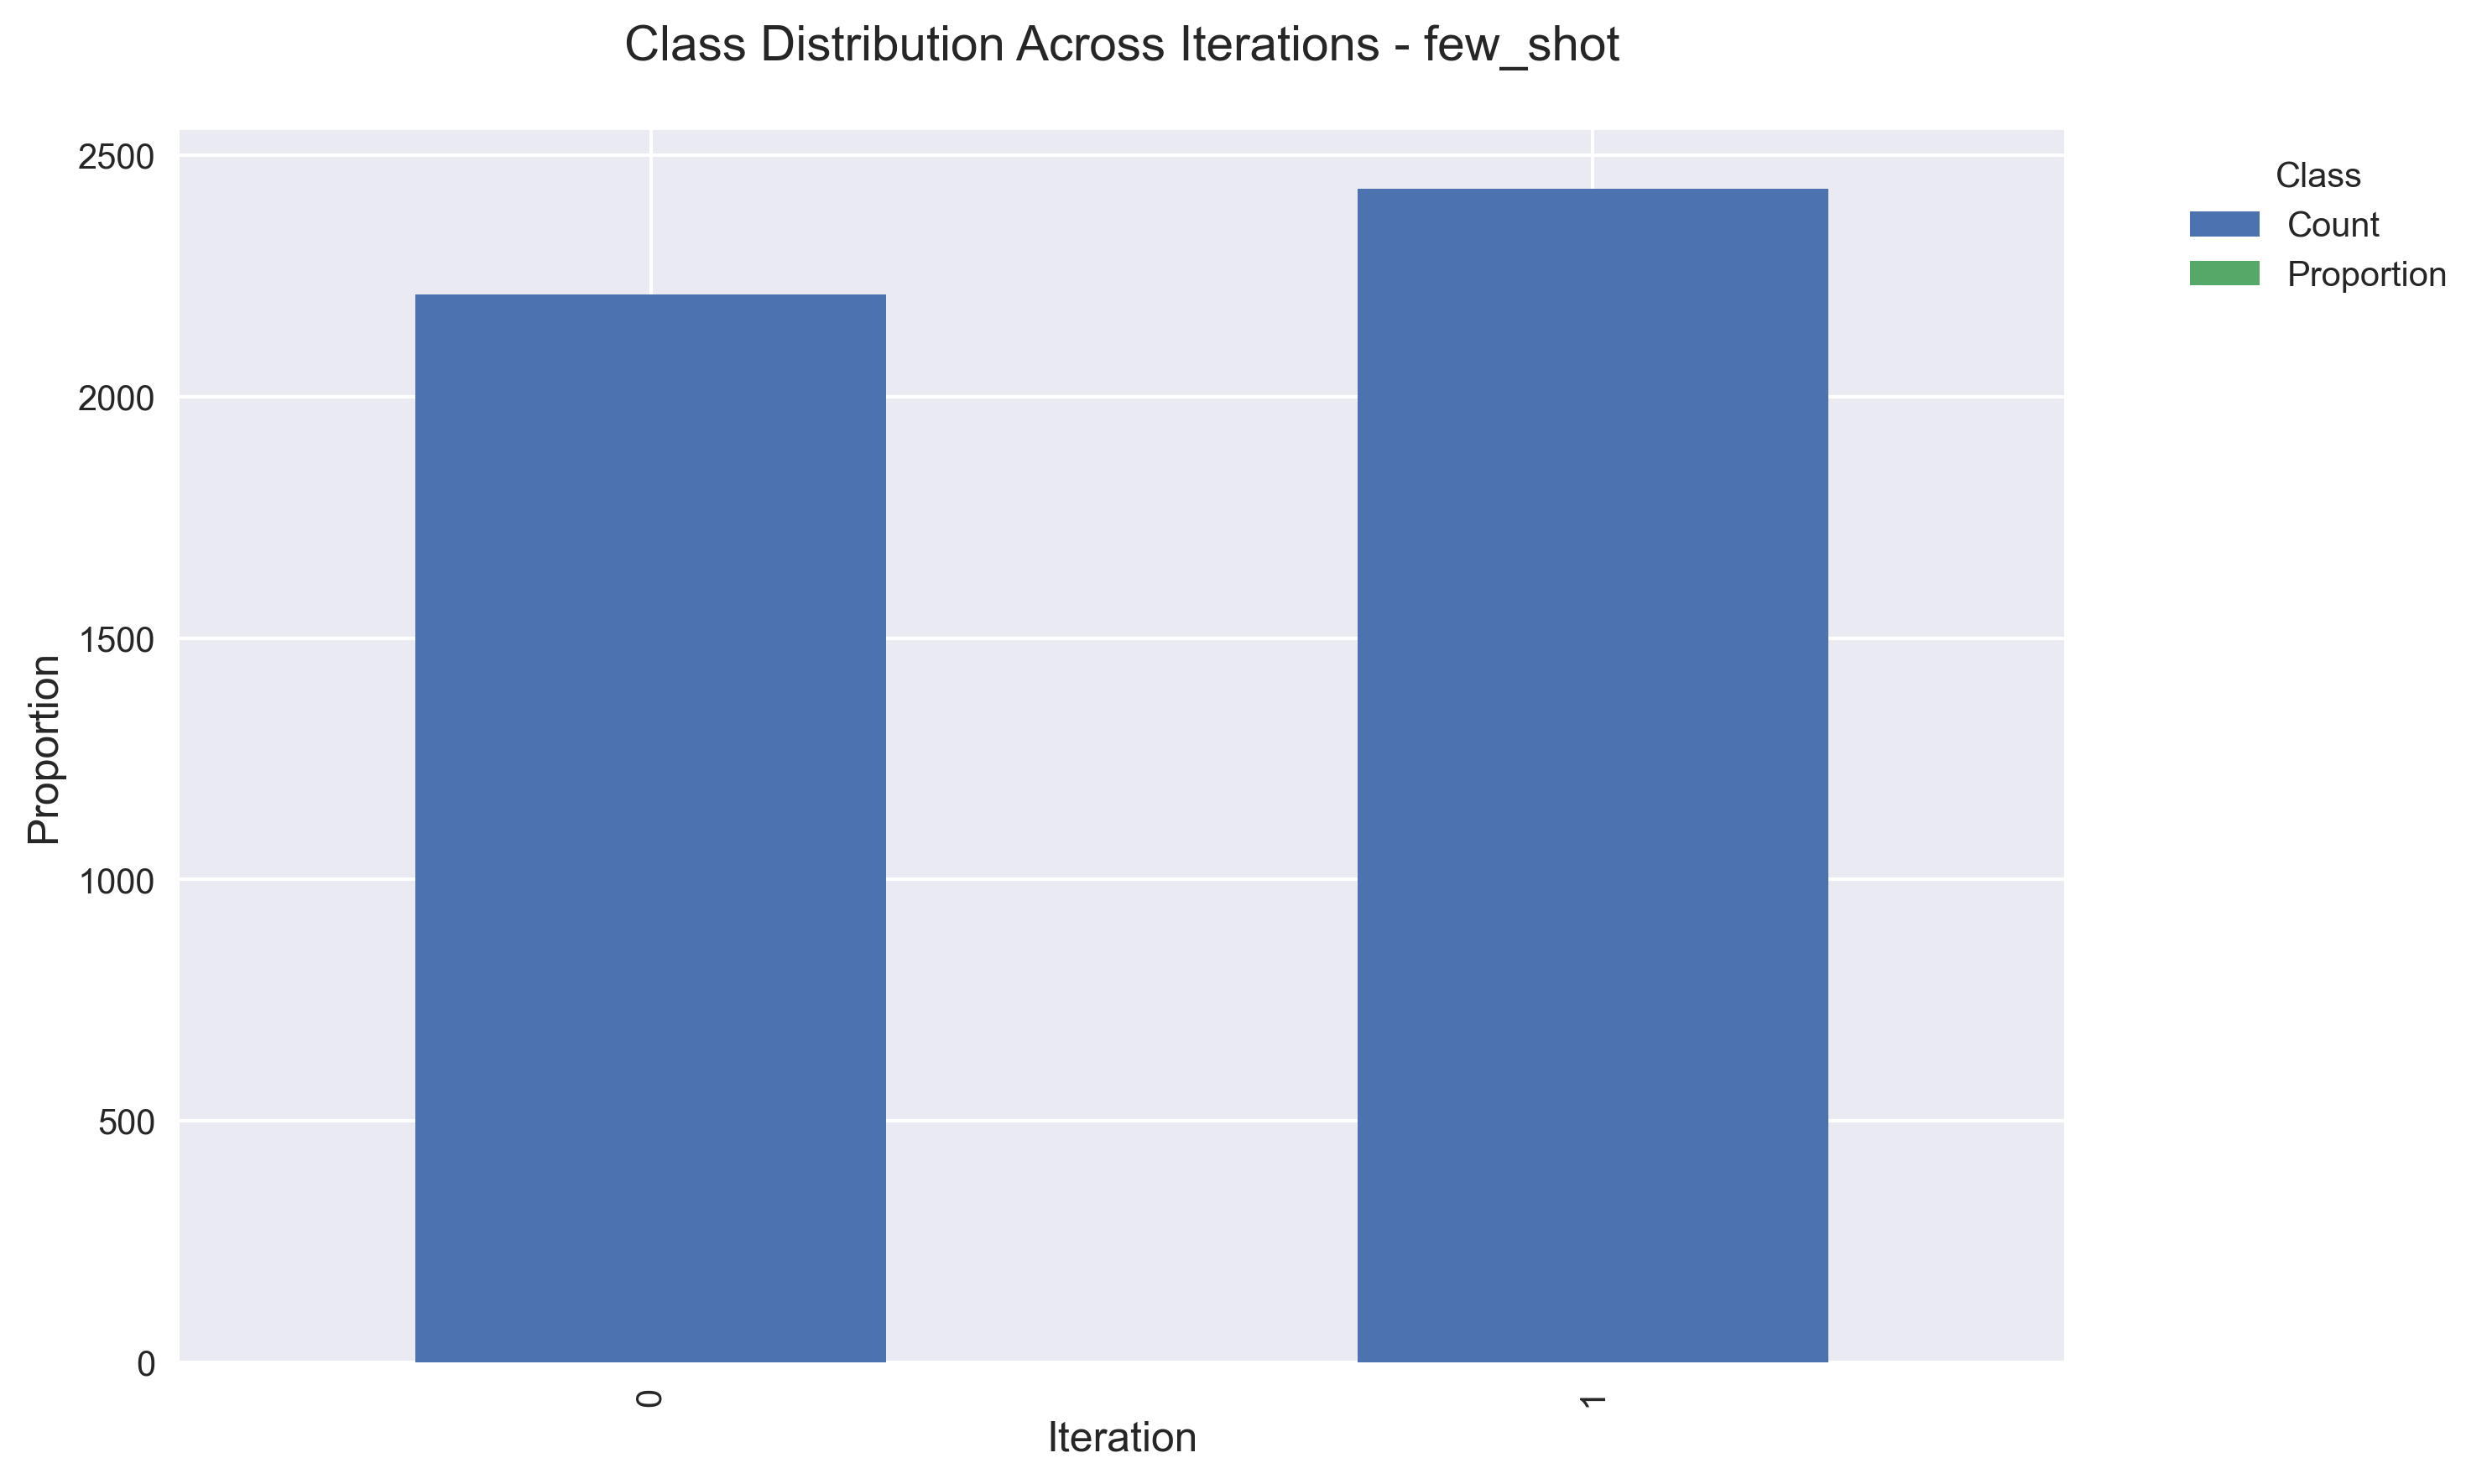 Class Distribution Across Iterations - few_shot
2500
2000
1500
1000
500
0
Proportion
0
1
Iteration
Class
Count
Proportion